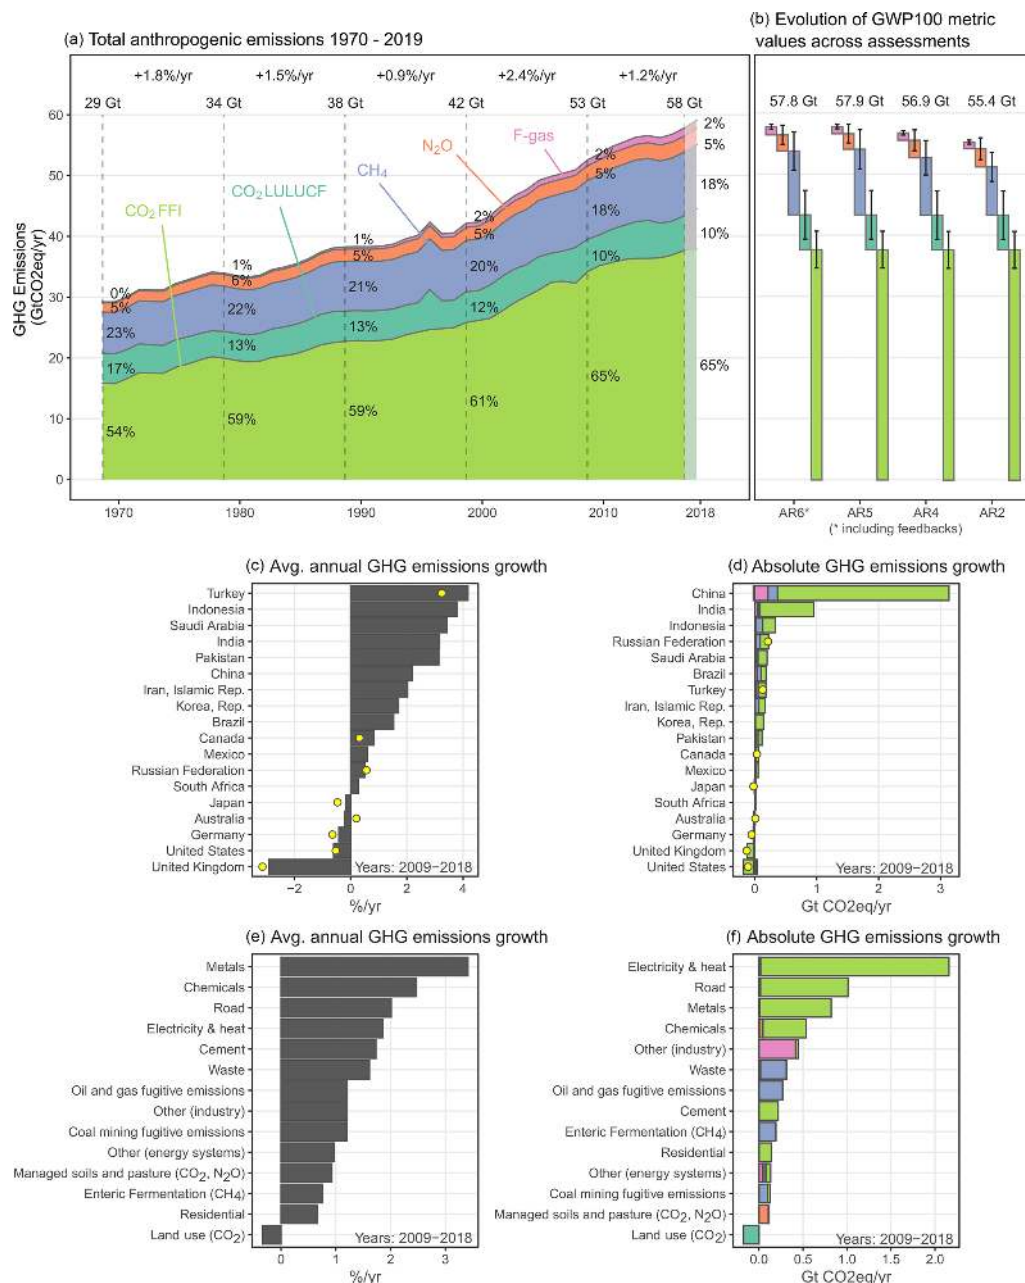 (a) Total anthropogenic emissions 1970 - 2019
(b) Evolution of GWP100 metric
values across assessments
+1.8%/yr +1.5%/yr +0.9%/yr +2.4%/yr +1.2%/yr
29 Gt 34 Gt 38 Gt 42 Gt 53 Gt 58 Gt
57.8 Gt 57.9 Gt 56.9 Gt 55.4 Gt
GHG Emissions
(GtCO2eq/yr)
60
50
40
30
20
10
0
CO₂FFI
CO₂LULUCF
CH₄
N₂O
F-gas
0%
5%
23%
17%
54%
1%
6%
22%
13%
59%
1%
5%
21%
13%
59%
2%
5%
20%
12%
61%
2%
5%
18%
10%
65%
2%
5%
18%
10%
65%
1970 1980 1990 2000 2010 2018
AR6* AR5 AR4 AR2
(* including feedbacks)
(c) Avg. annual GHG emissions growth
Turkey
Indonesia
Saudi Arabia
India
Pakistan
China
Iran, Islamic Rep.
Korea, Rep.
Brazil
Canada
Mexico
Russian Federation
South Africa
Japan
Australia
Germany
United States
United Kingdom
Years: 2009−2018
−2 0 2 4
%/yr
(d) Absolute GHG emissions growth
China
India
Indonesia
Russian Federation
Saudi Arabia
Brazil
Turkey
Iran, Islamic Rep.
Korea, Rep.
Pakistan
Canada
Mexico
Japan
South Africa
Australia
Germany
United Kingdom
United States
Years: 2009−2018
0 1 2 3
Gt CO2eq/yr
(e) Avg. annual GHG emissions growth
Metals
Chemicals
Road
Electricity & heat
Cement
Waste
Oil and gas fugitive emissions
Other (industry)
Coal mining fugitive emissions
Other (energy systems)
Managed soils and pasture (CO₂, N₂O)
Enteric Fermentation (CH₄)
Residential
Land use (CO₂)
Years: 2009−2018
0 1 2 3
%/yr
(f) Absolute GHG emissions growth
Electricity & heat
Road
Metals
Chemicals
Other (industry)
Waste
Oil and gas fugitive emissions
Cement
Enteric Fermentation (CH₄)
Residential
Other (energy systems)
Coal mining fugitive emissions
Managed soils and pasture (CO₂, N₂O)
Land use (CO₂)
Years: 2009−2018
0.0 0.5 1.0 1.5 2.0
Gt CO2eq/yr